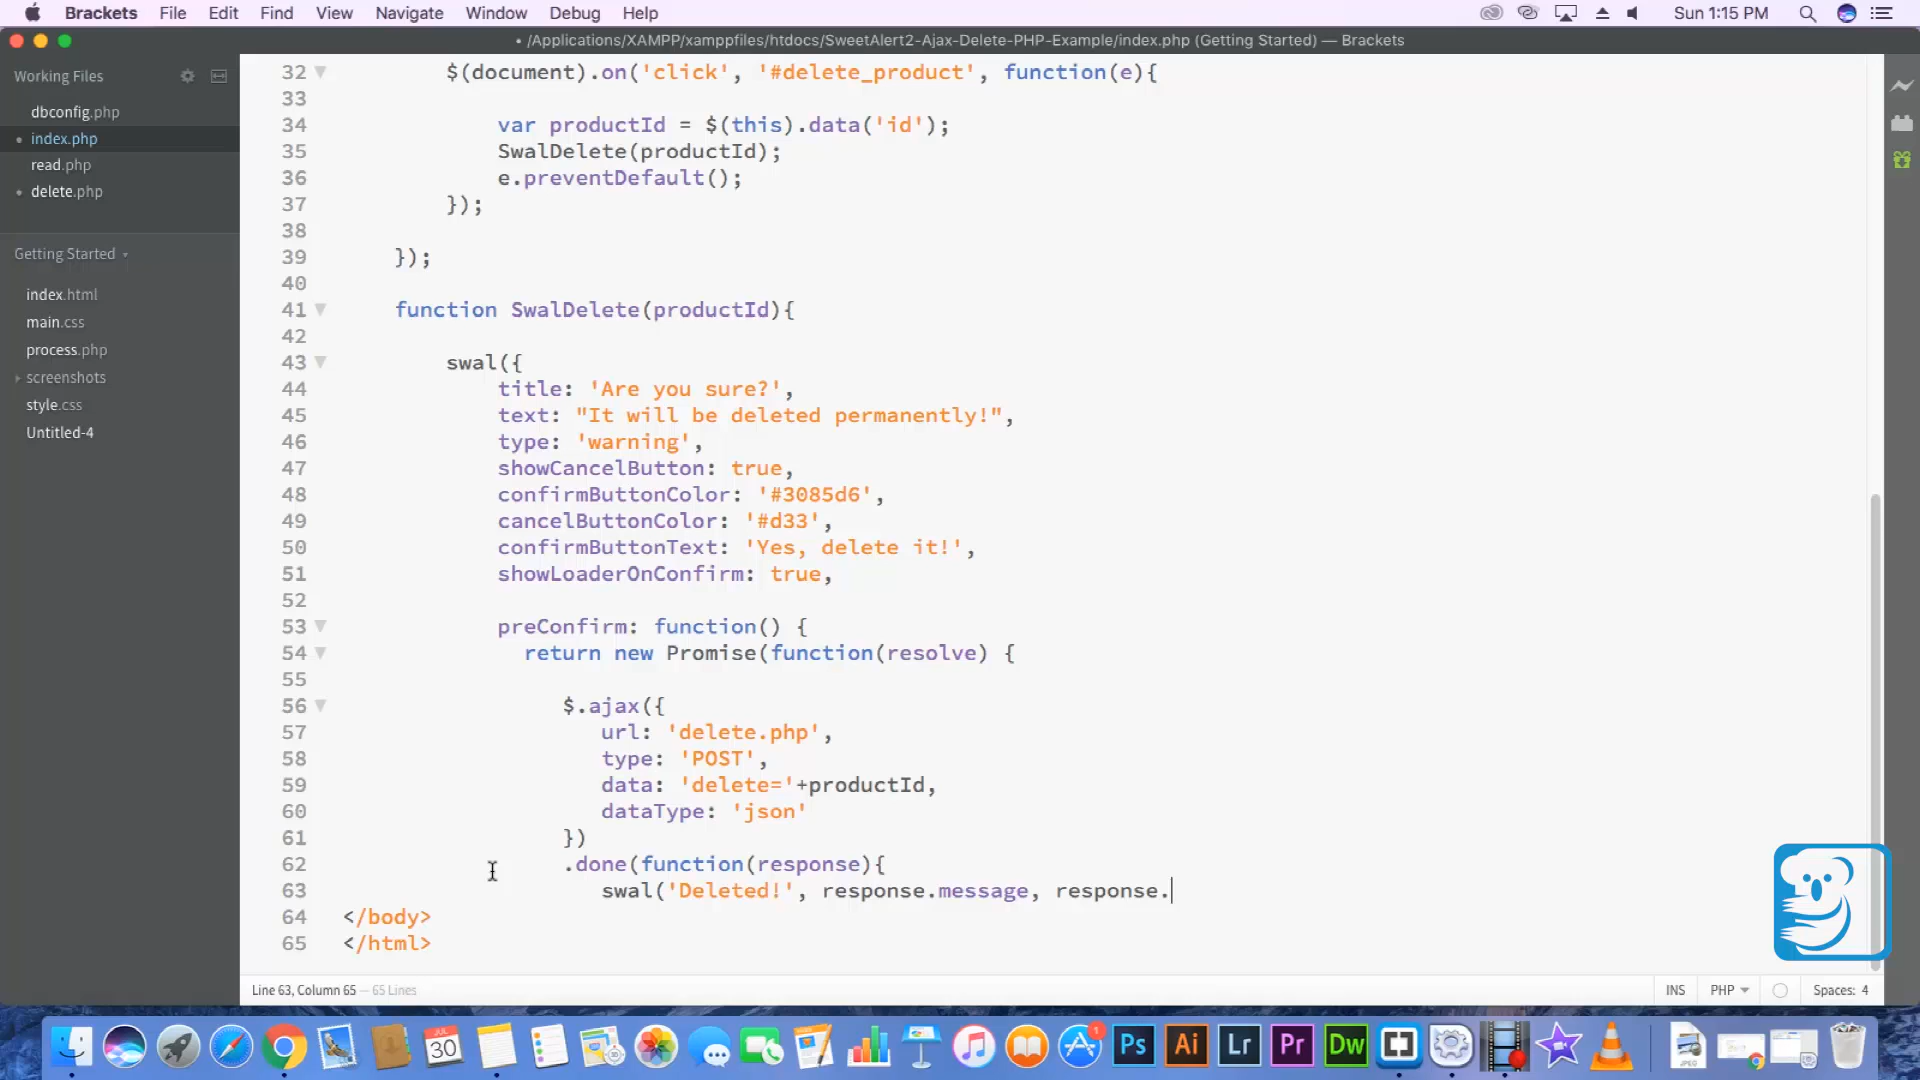 Brackets File Edit Find View Navigate Window Debug Help Sun 1:15 PM
• /Applications/XAMPP/xamppfiles/htdocs/SweetAlert2-Ajax-Delete-PHP-Example/index.php (Getting Started) — Brackets
Working Files
dbconfig.php
index.php
read.php
delete.php
Getting Started
index.html
main.css
process.php
screenshots
style.css
Untitled-4
32 $(document).on('click', '#delete_product', function(e){
33
34 var productId = $(this).data('id');
35 SwalDelete(productId);
36 e.preventDefault();
37 });
38
39 });
40
41 function SwalDelete(productId){
42
43 swal({
44 title: 'Are you sure?',
45 text: "It will be deleted permanently!",
46 type: 'warning',
47 showCancelButton: true,
48 confirmButtonColor: '#3085d6',
49 cancelButtonColor: '#d33',
50 confirmButtonText: 'Yes, delete it!',
51 showLoaderOnConfirm: true,
52
53 preConfirm: function() {
54 return new Promise(function(resolve) {
55
56 $.ajax({
57 url: 'delete.php',
58 type: 'POST',
59 data: 'delete='+productId,
60 dataType: 'json'
61 })
62 .done(function(response){
63 swal('Deleted!', response.message, response.
64 </body>
65 </html>
Line 63, Column 65 — 65 Lines
INS PHP Spaces: 4
JUL
30
1
Ps Ai Lr Pr Dw
JPEG